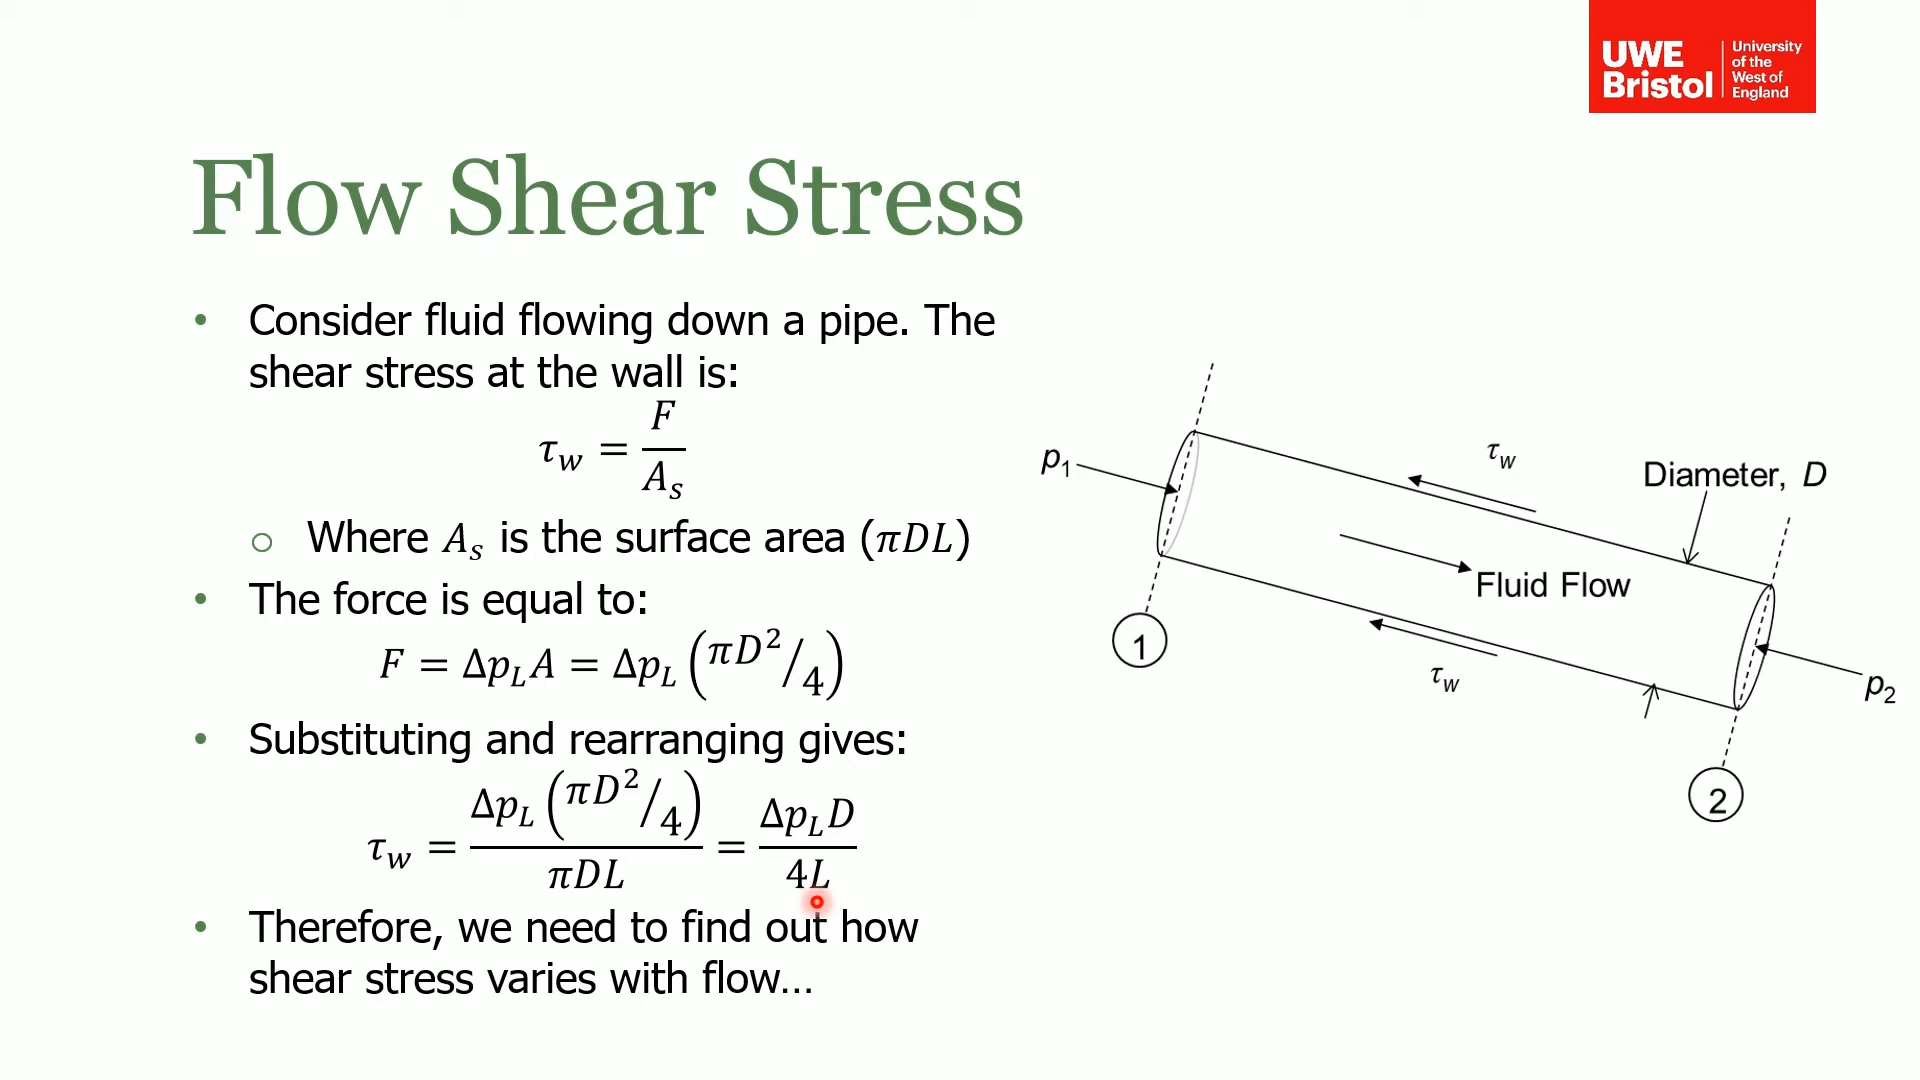 UWE Bristol
University of the West of England
Flow Shear Stress
• Consider fluid flowing down a pipe. The
shear stress at the wall is:
τ_w = F / A_s
o Where A_s is the surface area (πDL)
• The force is equal to:
F = Δp_L A = Δp_L (πD²/4)
• Substituting and rearranging gives:
τ_w = Δp_L (πD²/4) / πDL = Δp_L D / 4L
• Therefore, we need to find out how
shear stress varies with flow...
p₁
τ_w
Diameter, D
Fluid Flow
1
τ_w
p₂
2